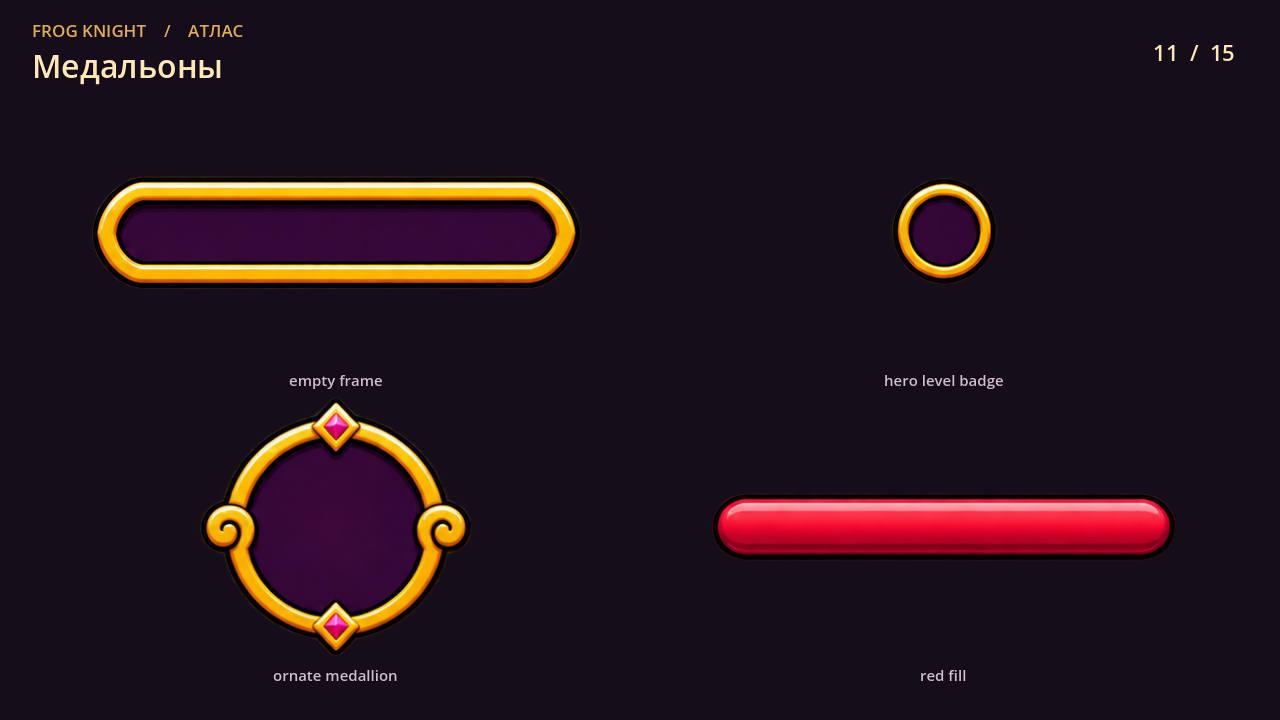 FROG KNIGHT / АТЛАС
Медальоны
11 / 15
empty frame
hero level badge
ornate medallion
red fill